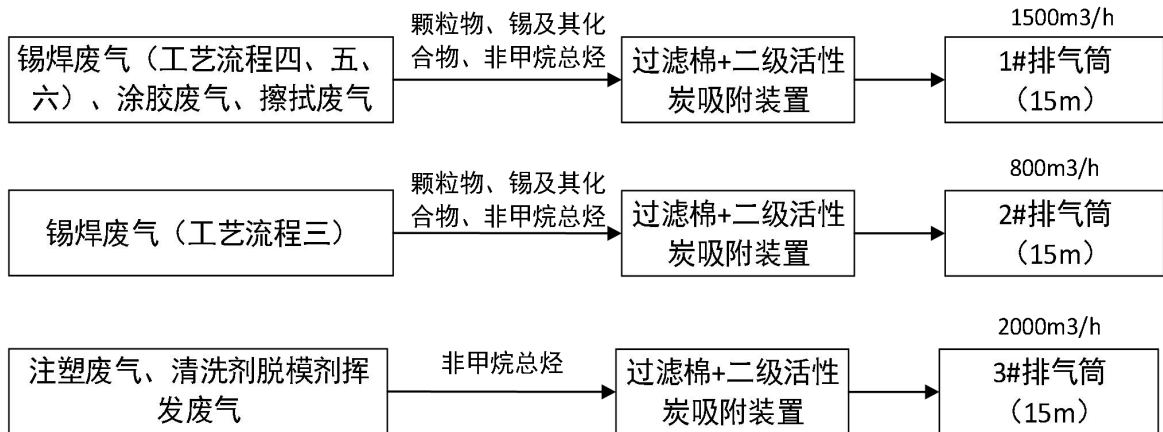 颗粒物、锡及其化
合物、非甲烷总烃
1500m3/h
锡焊废气（工艺流程四、五、
六）、涂胶废气、擦拭废气
过滤棉+二级活性
炭吸附装置
1#排气筒
（15m）
颗粒物、锡及其化
合物、非甲烷总烃
800m3/h
锡焊废气（工艺流程三）
过滤棉+二级活性
炭吸附装置
2#排气筒
（15m）
非甲烷总烃
2000m3/h
注塑废气、清洗剂脱模剂挥
发废气
过滤棉+二级活性
炭吸附装置
3#排气筒
（15m）